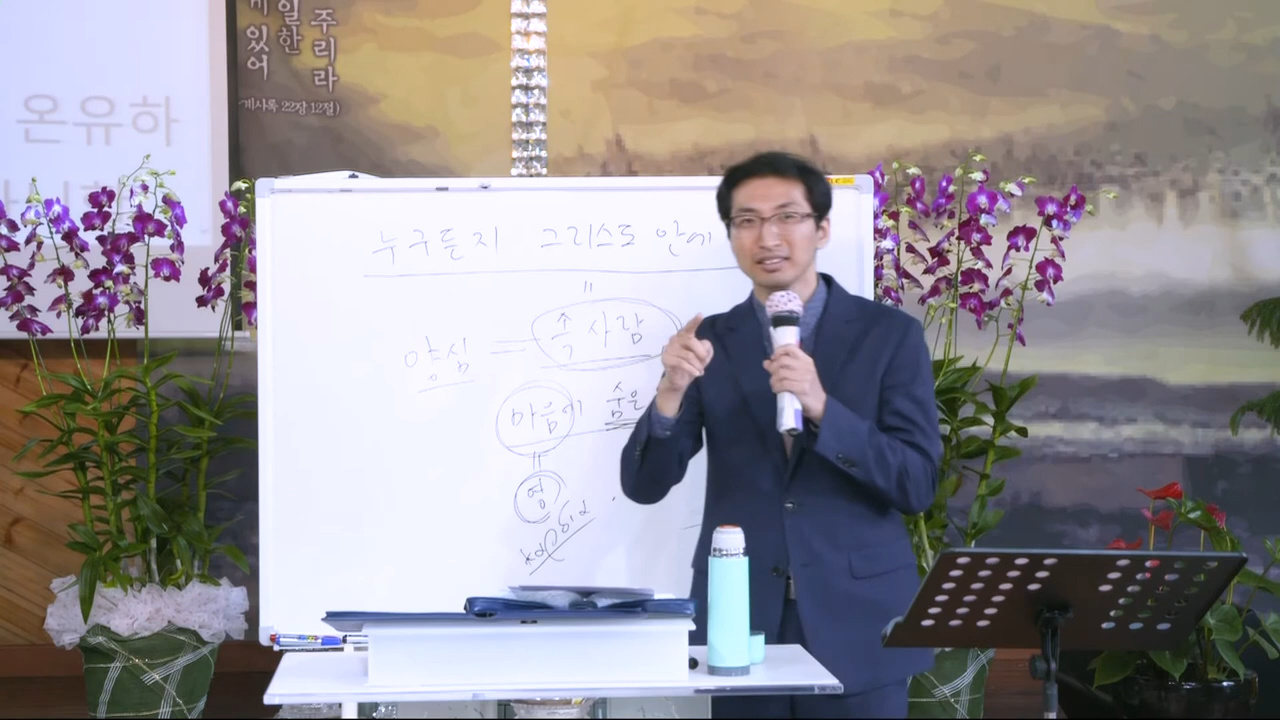 주리라
일한
게 있어
계시록 22장 12절)
온유하
누구든지 그리스도 안에
=
속사람
양심 =
마음에 숨은
=
영
καρδία